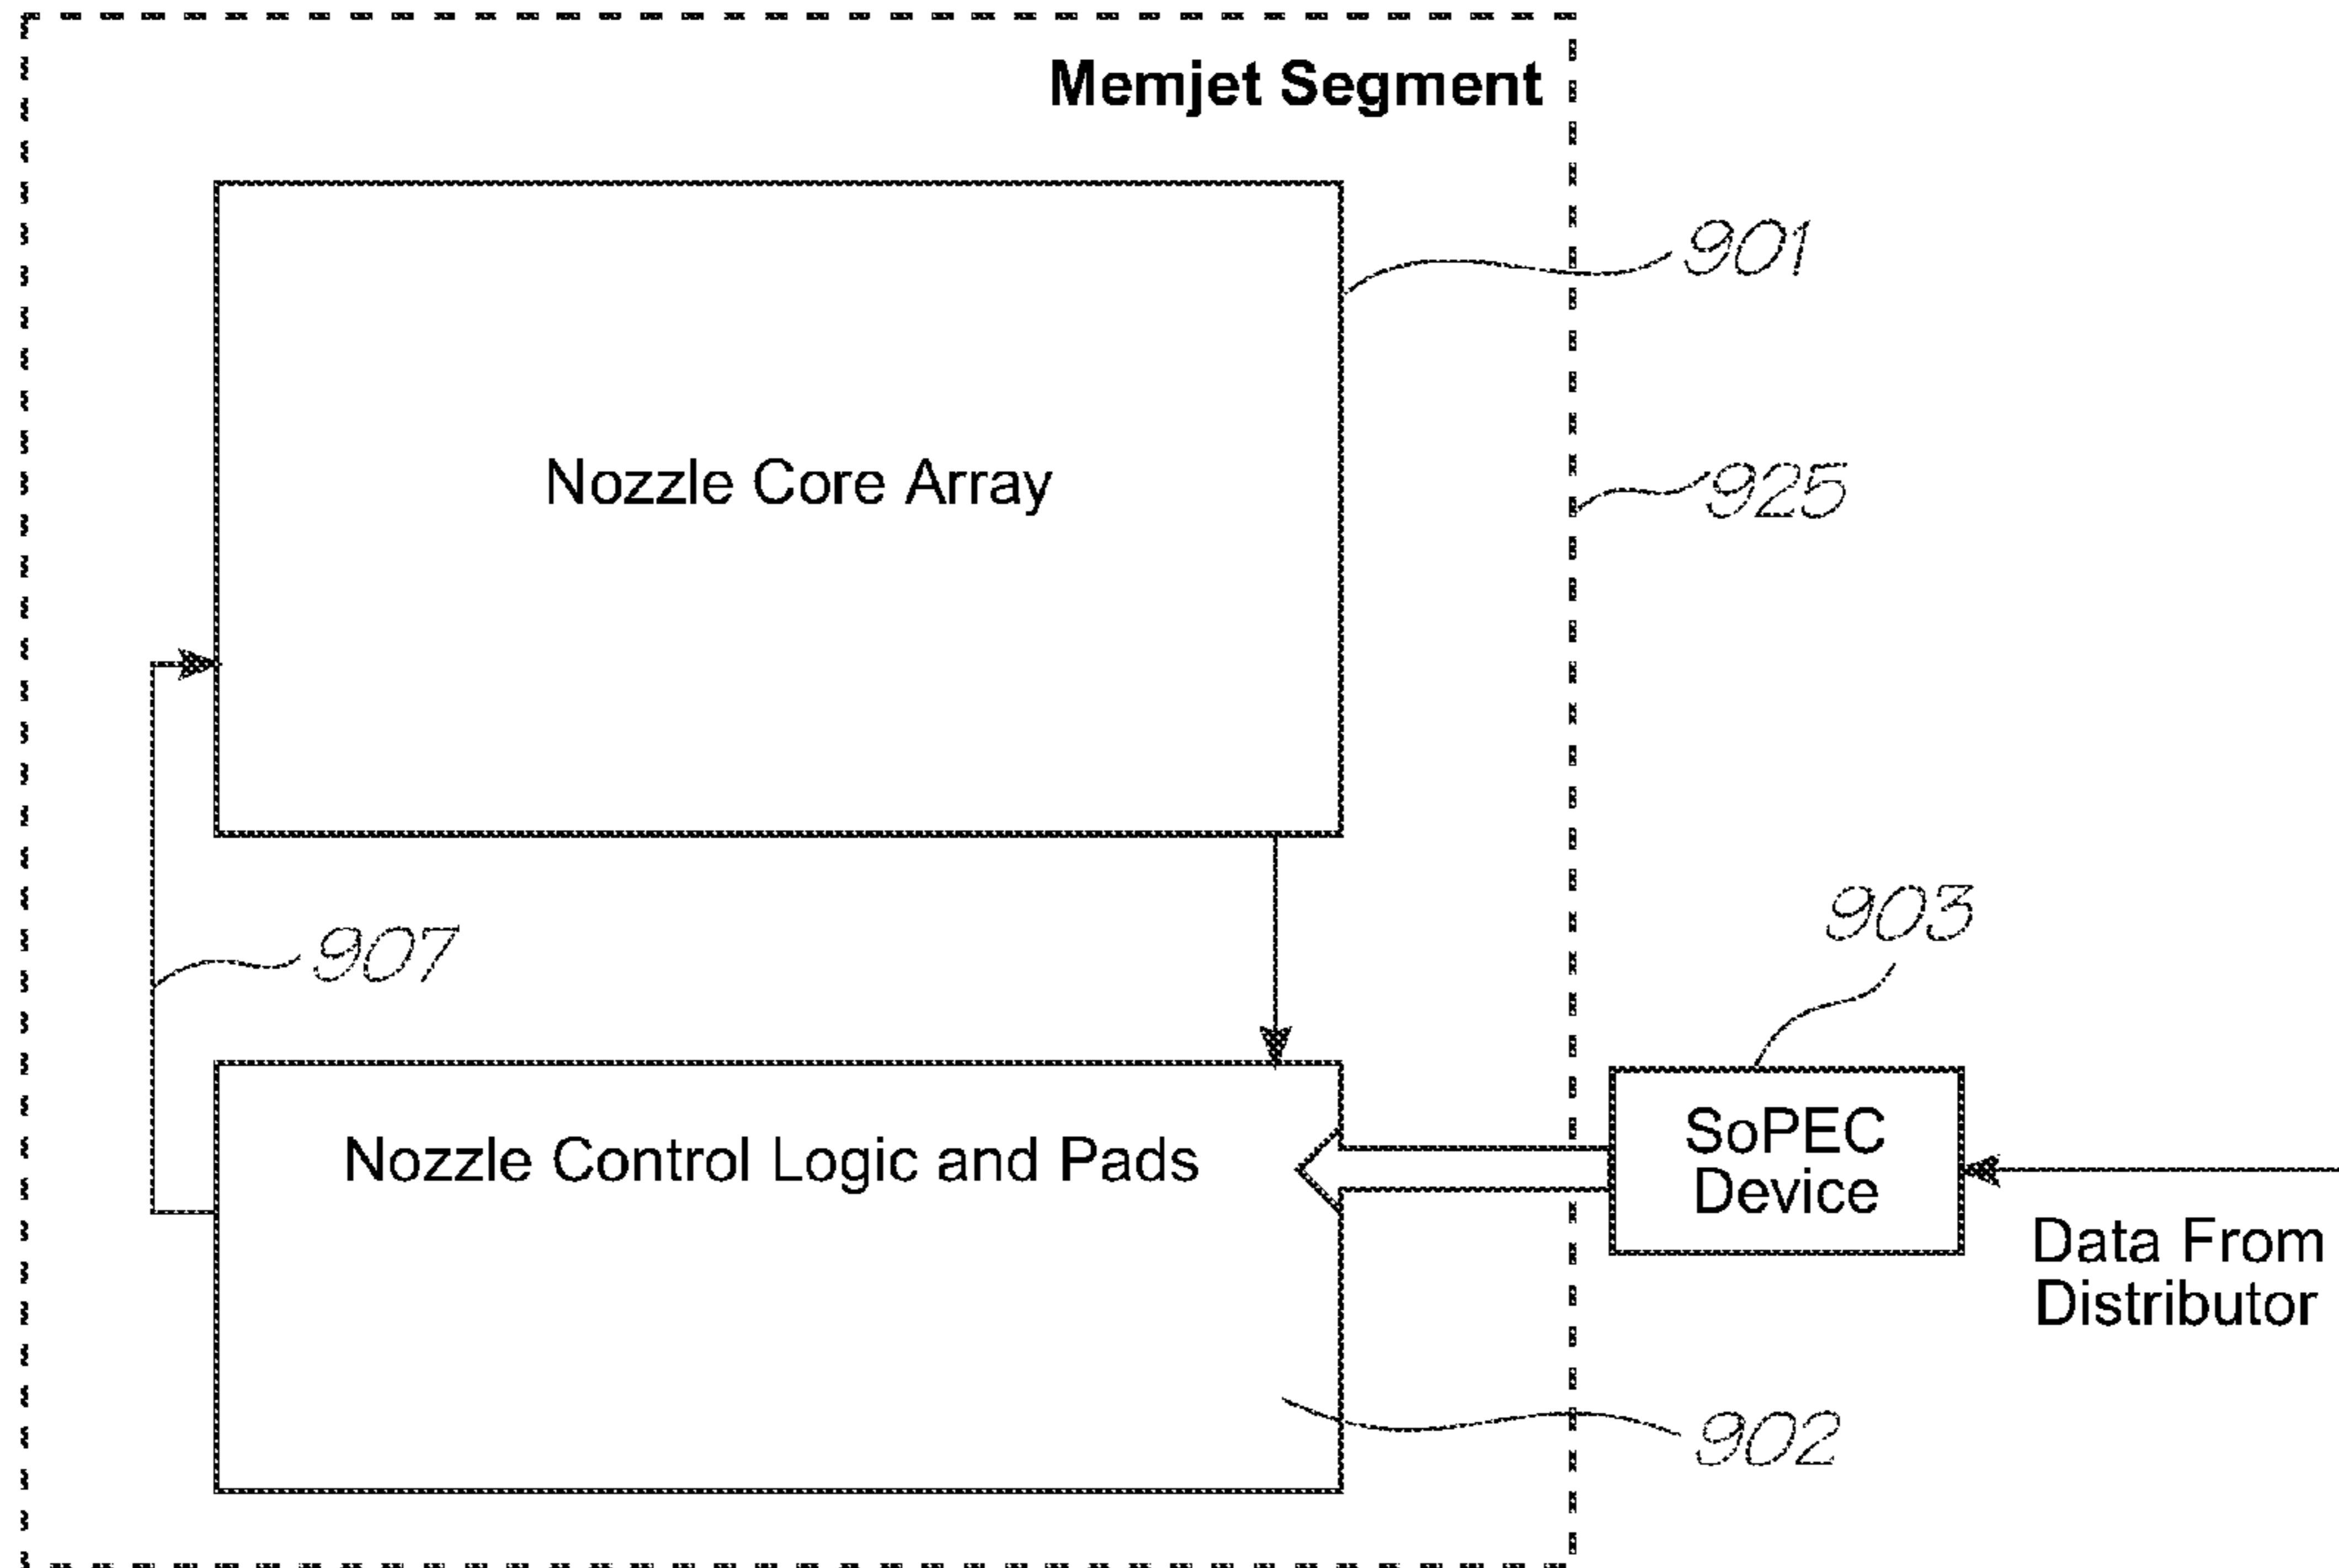 Memjet Segment
901
Nozzle Core Array
925
903
907
SoPEC
Device
Nozzle Control Logic and Pads
Data From
Distributor
902